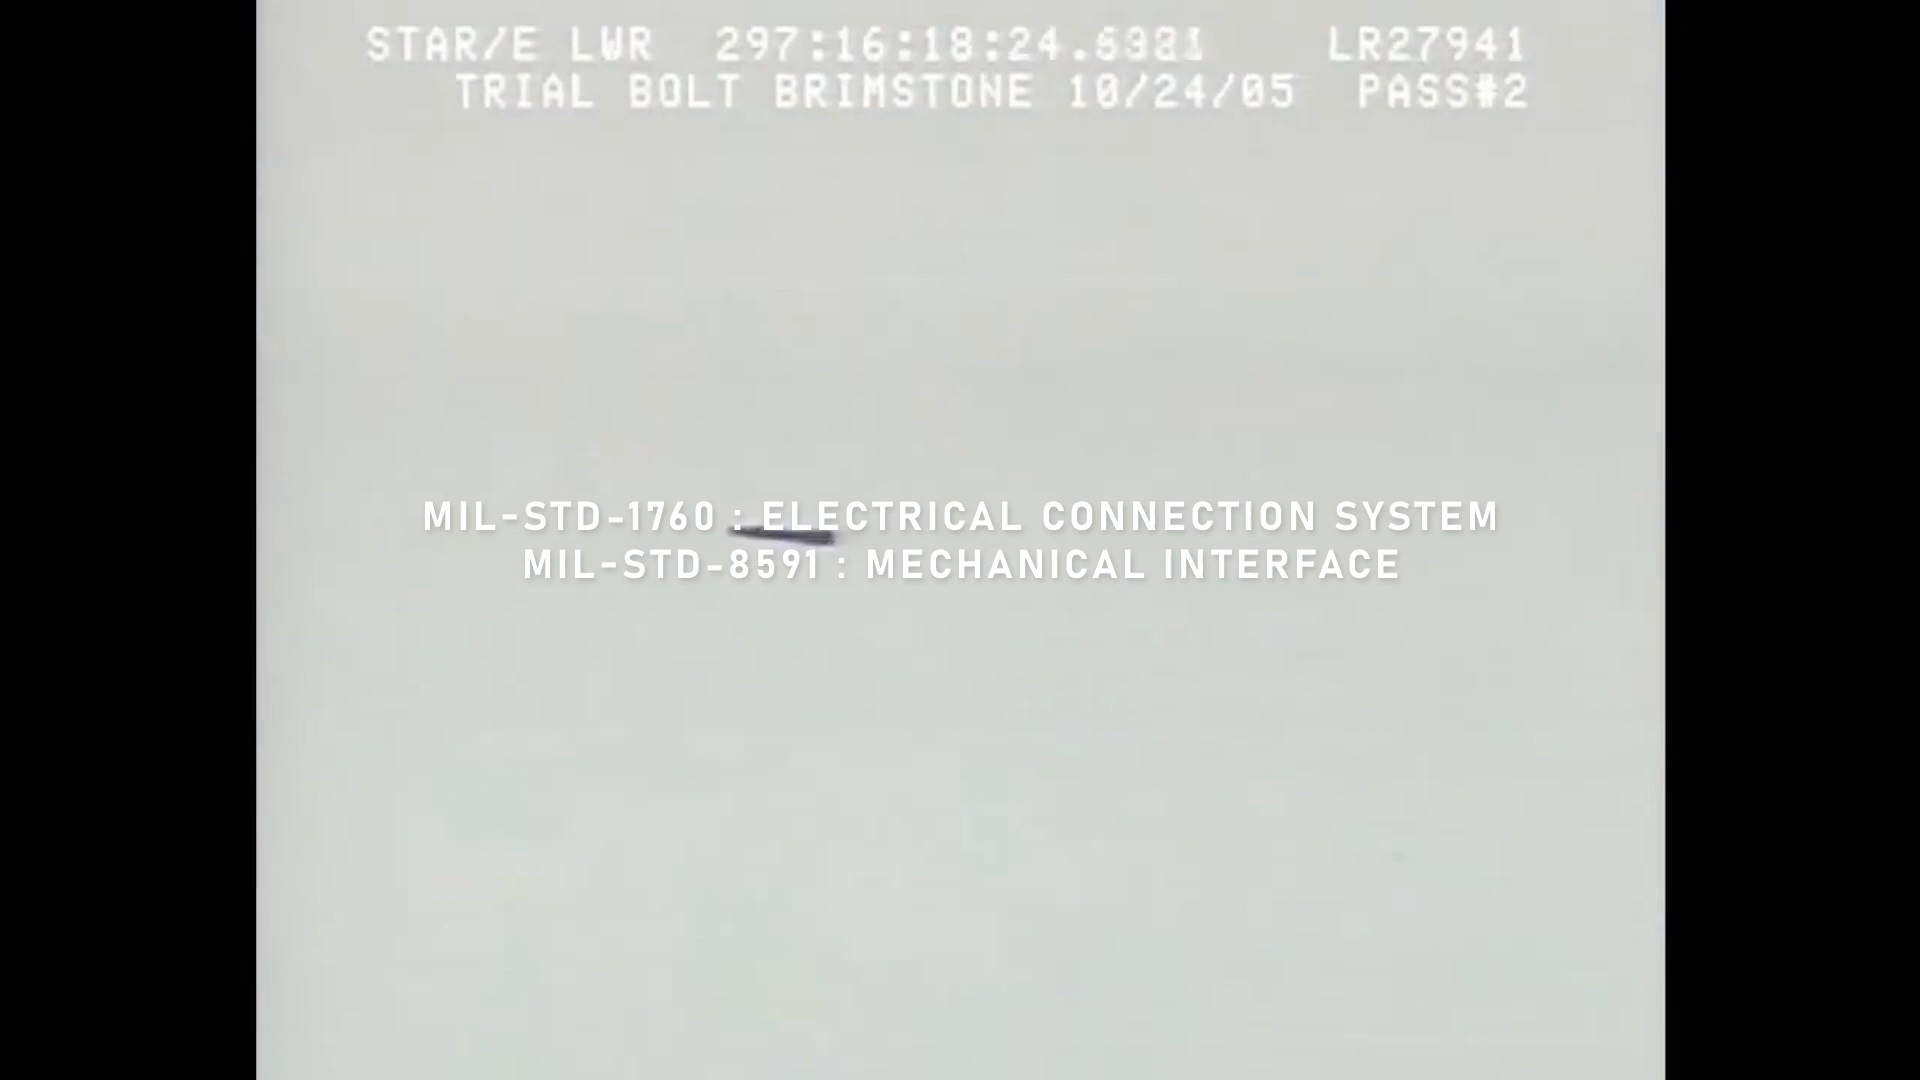 STAR/E LWR 297:16:18:24. LR27941
TRIAL BOLT BRIMSTONE 10/24/05 PASS#2
MIL-STD-1760 : ELECTRICAL CONNECTION SYSTEM
MIL-STD-8591 : MECHANICAL INTERFACE